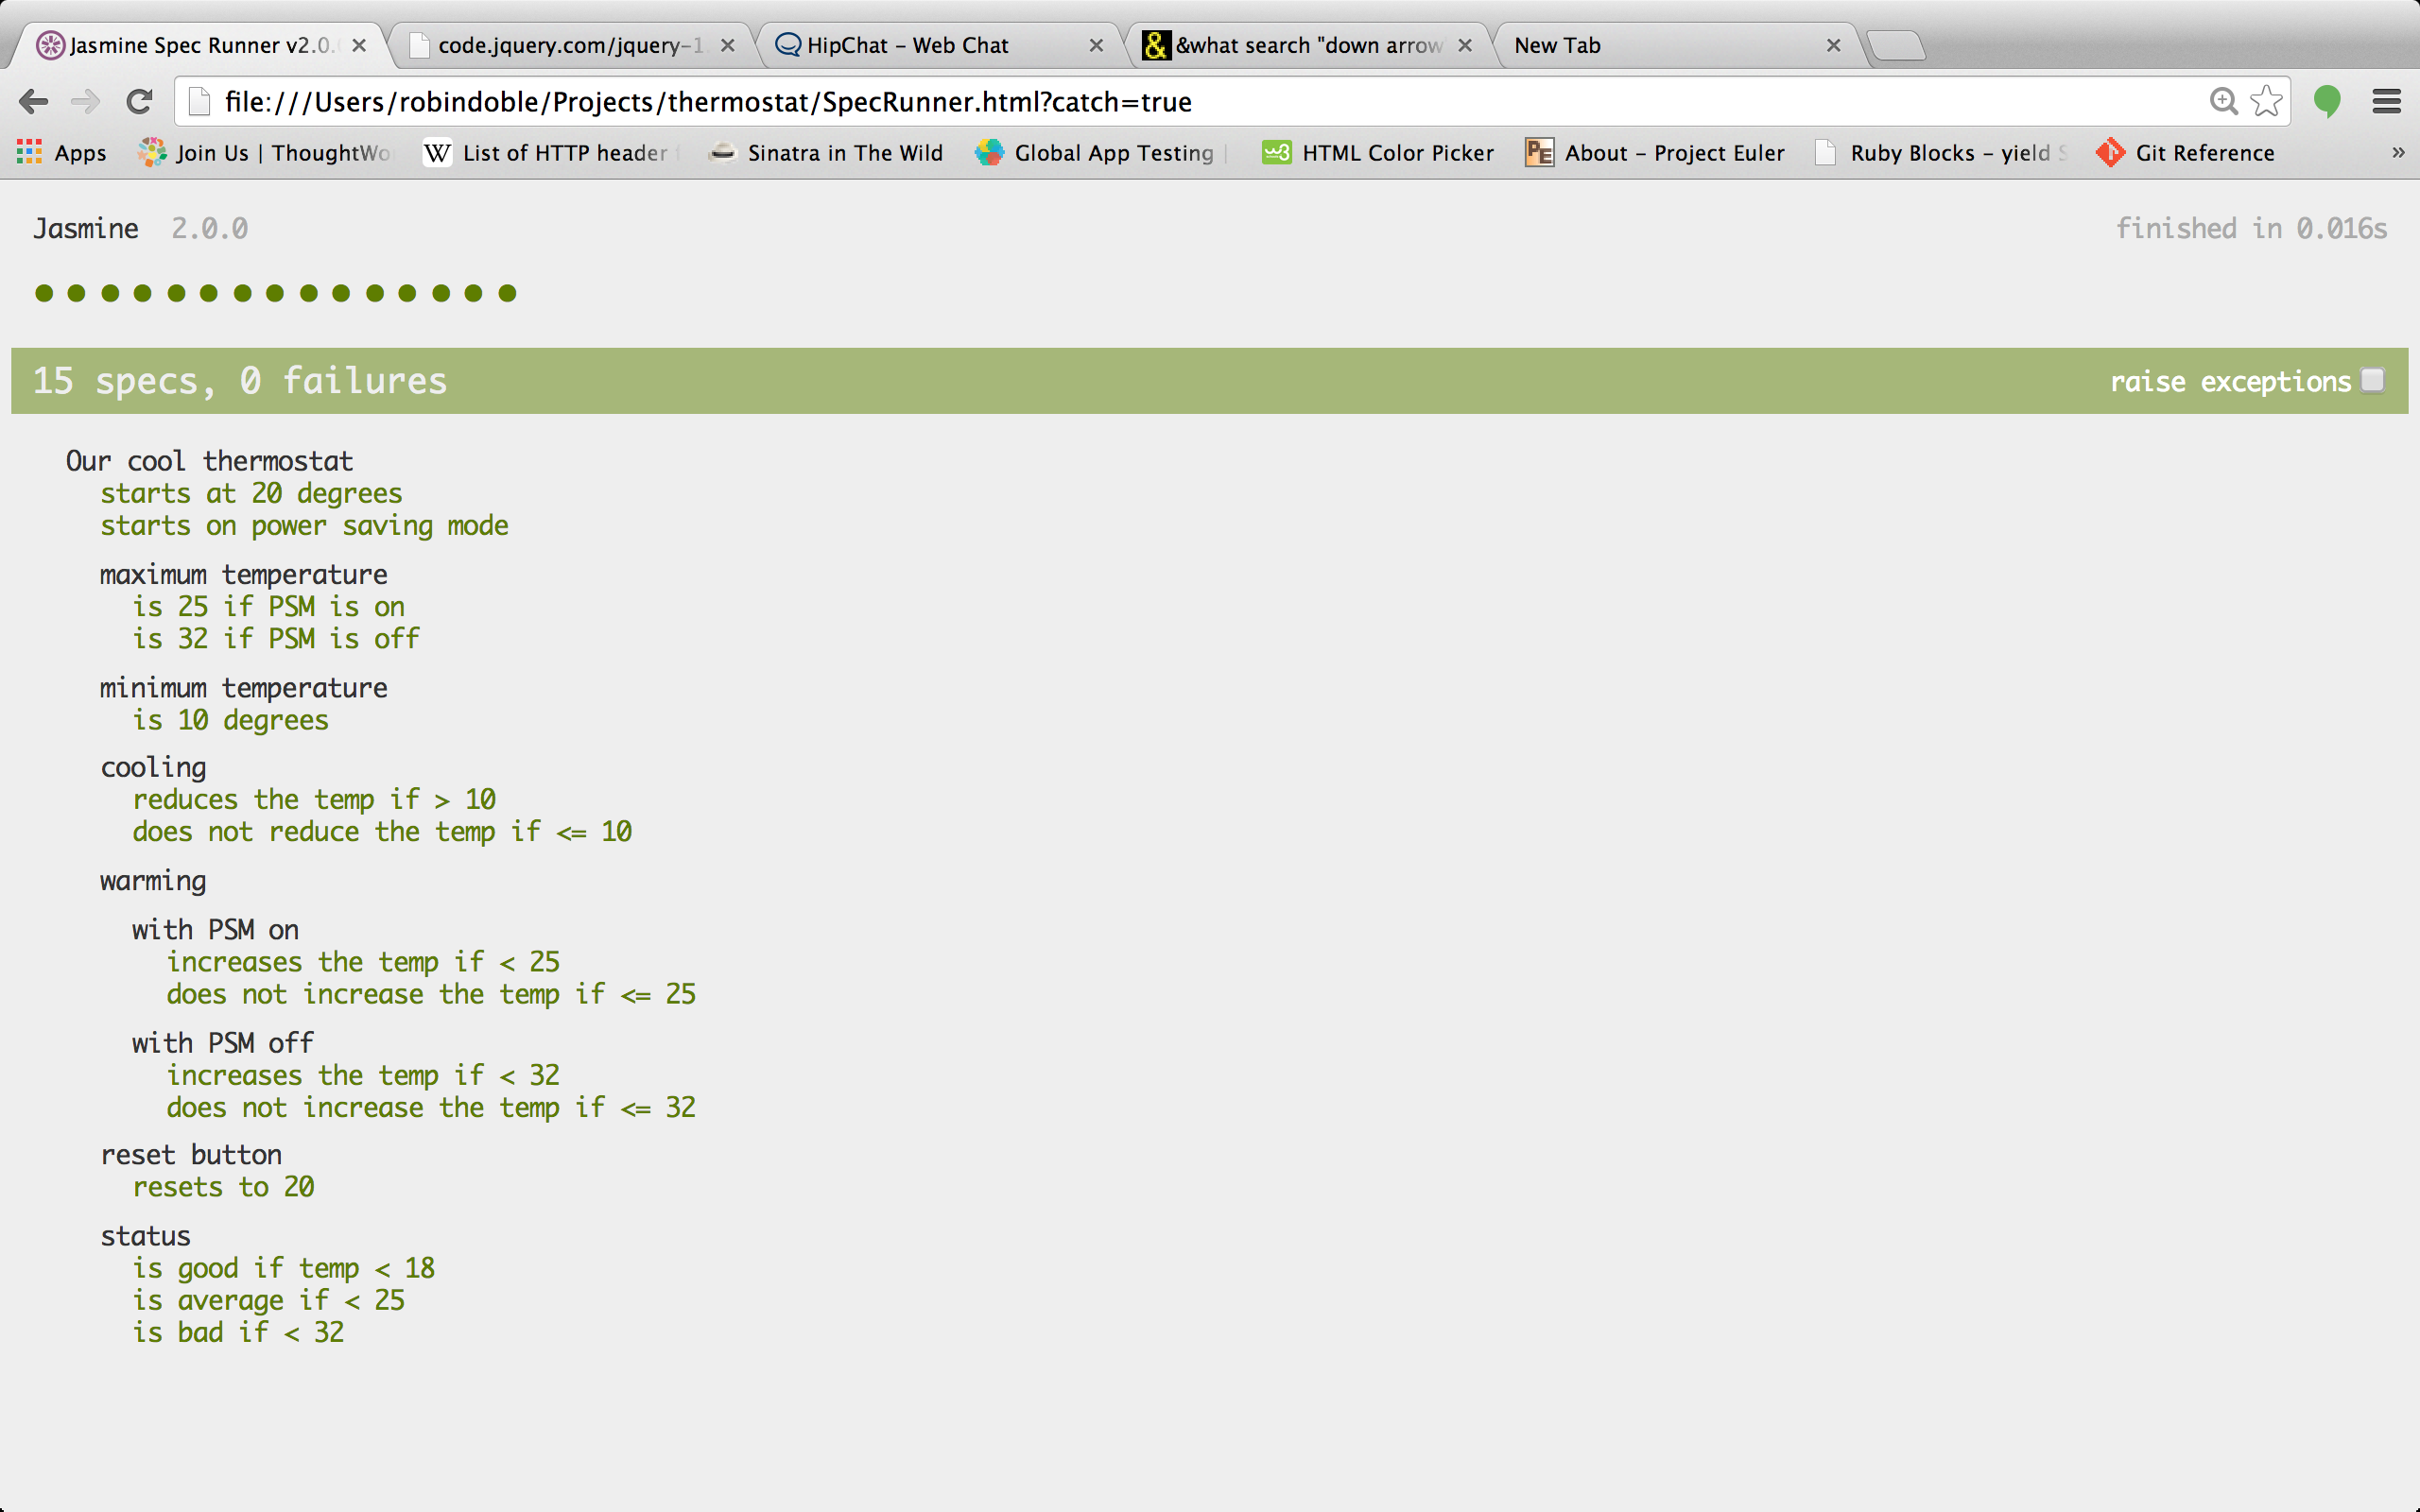 Jasmine Spec Runner v2.0.
code.jquery.com/jquery-1.
HipChat - Web Chat
&what search "down arrow"
New Tab
file:///Users/robindoble/Projects/thermostat/SpecRunner.html?catch=true
Apps
Join Us | ThoughtWo
W List of HTTP header
Sinatra in The Wild
Global App Testing |
w3 HTML Color Picker
PE About - Project Euler
Ruby Blocks - yield S
Git Reference
»
Jasmine 2.0.0
finished in 0.016s
15 specs, 0 failures
raise exceptions
Our cool thermostat
starts at 20 degrees
starts on power saving mode
maximum temperature
is 25 if PSM is on
is 32 if PSM is off
minimum temperature
is 10 degrees
cooling
reduces the temp if > 10
does not reduce the temp if <= 10
warming
with PSM on
increases the temp if < 25
does not increase the temp if <= 25
with PSM off
increases the temp if < 32
does not increase the temp if <= 32
reset button
resets to 20
status
is good if temp < 18
is average if < 25
is bad if < 32